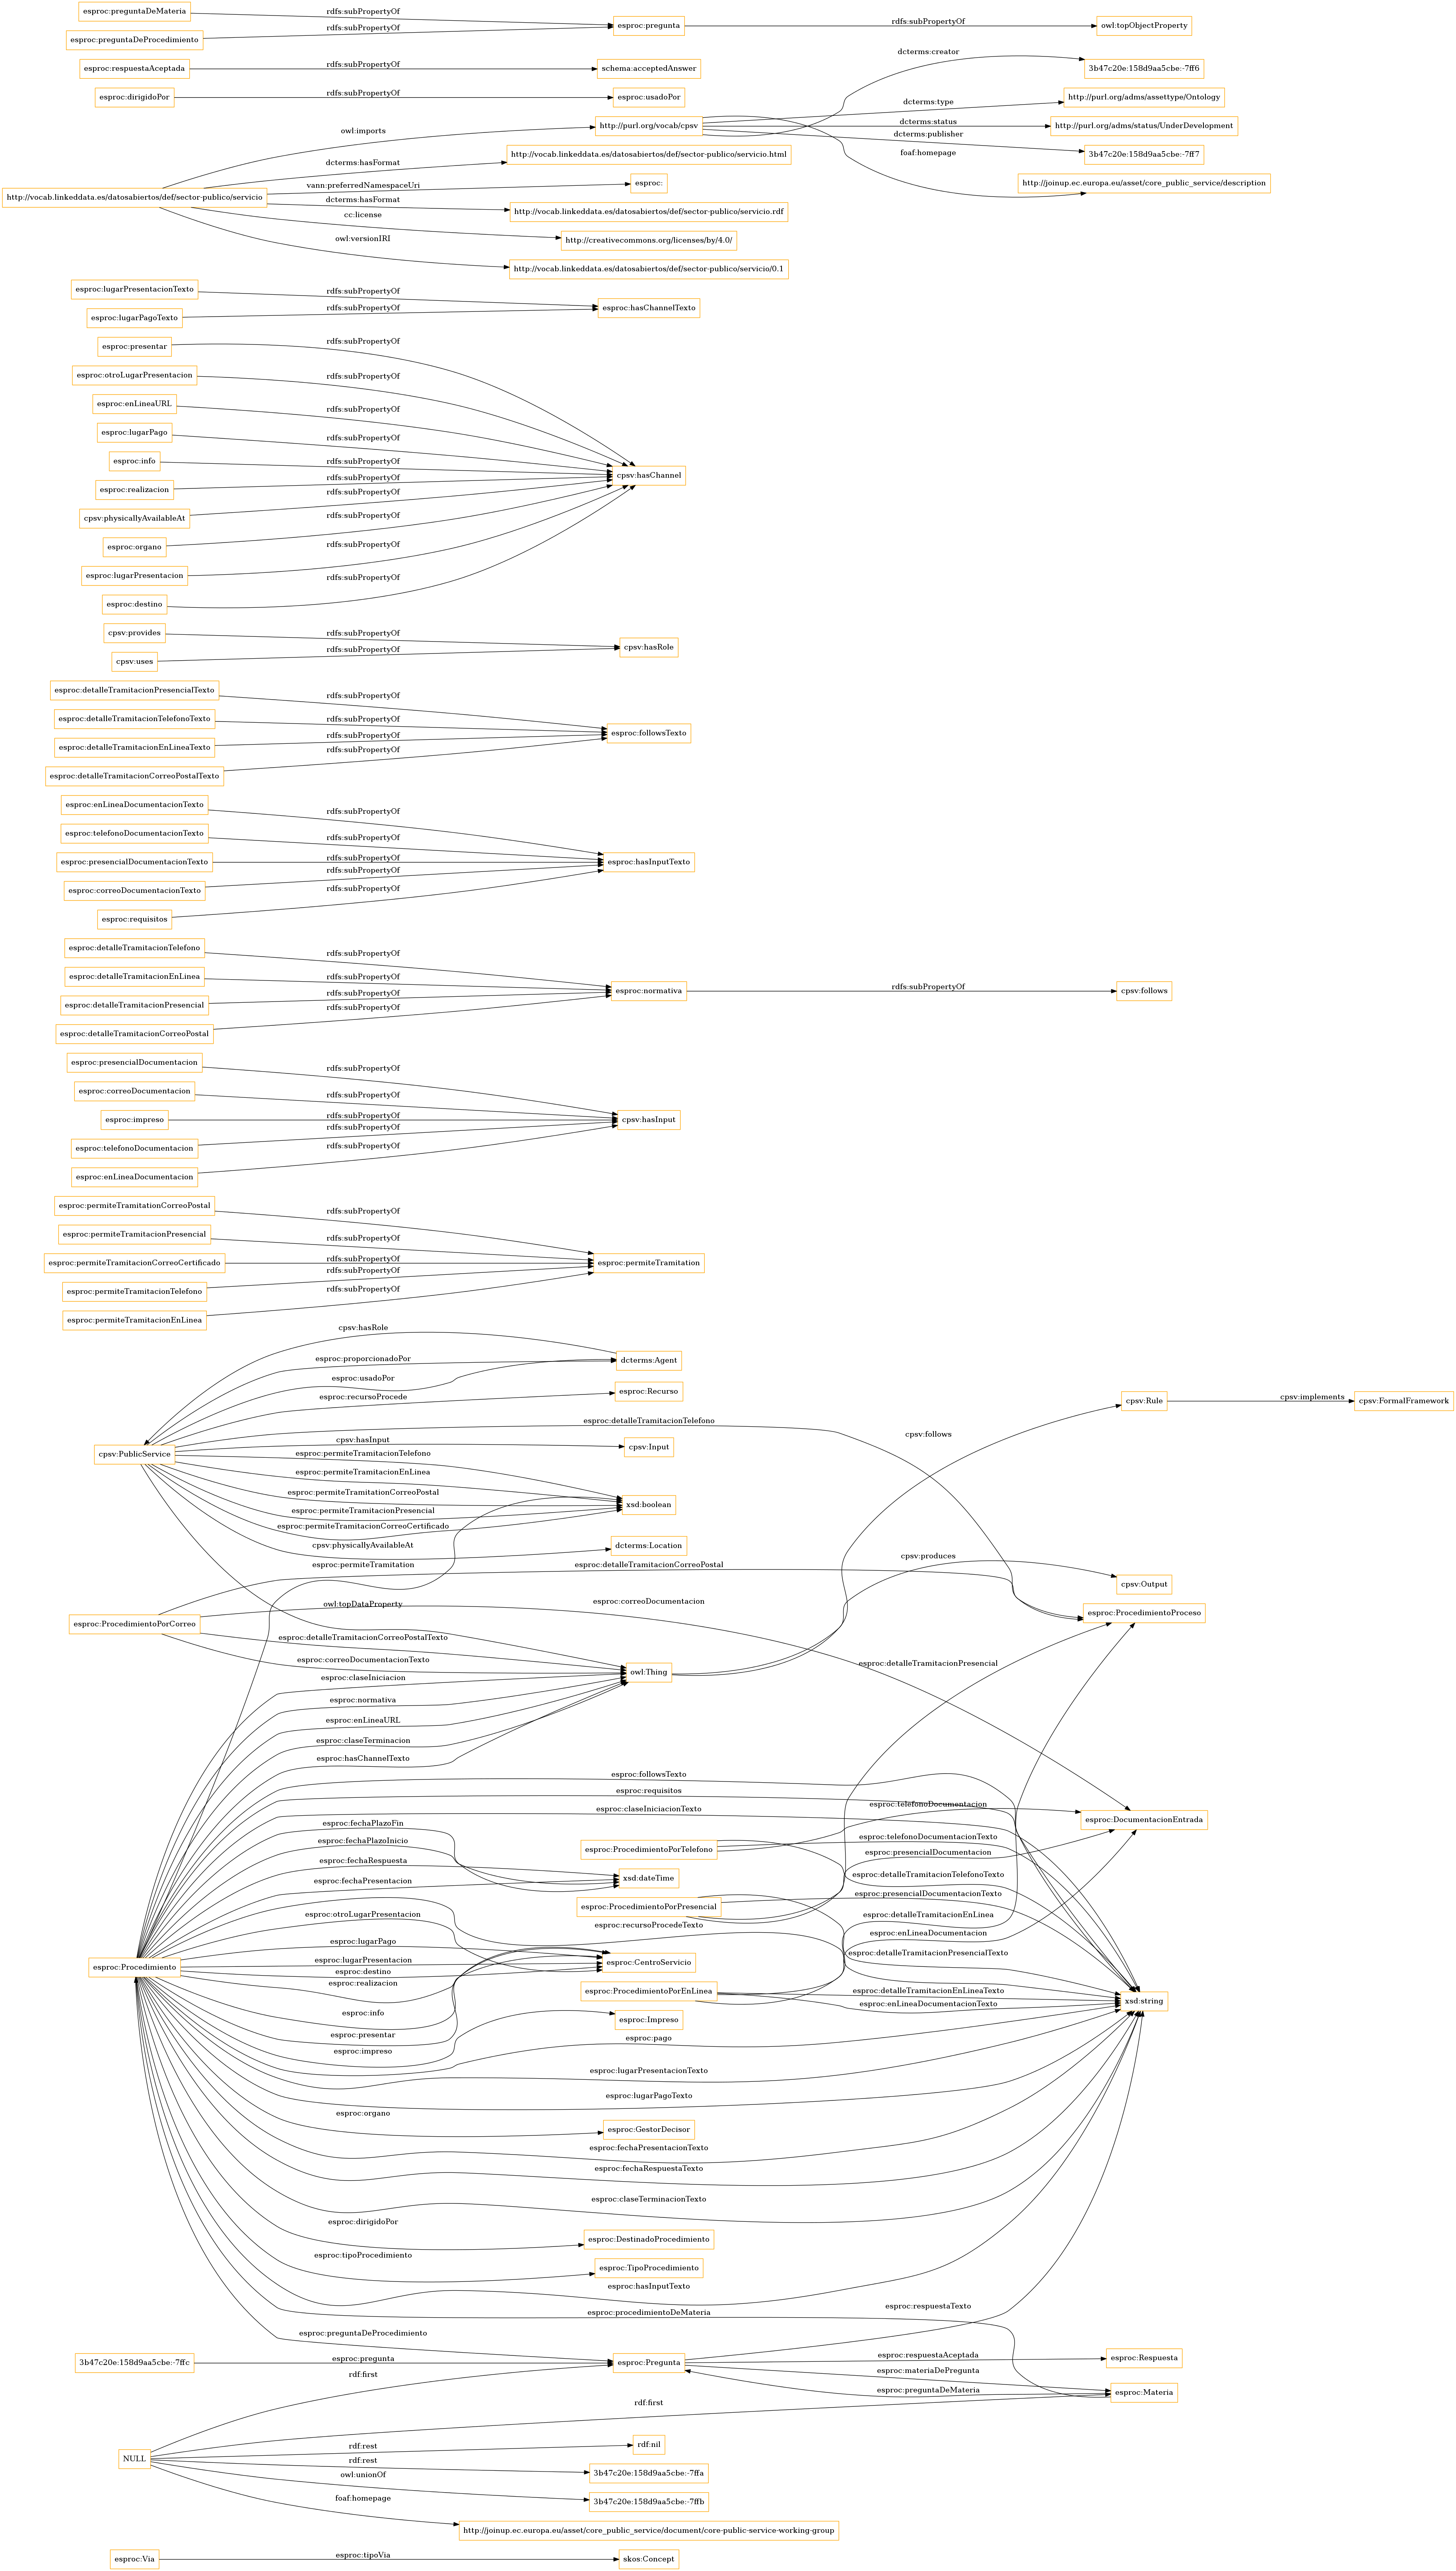 esproc:preguntaDeMateria
rdfs:subPropertyOf
esproc:pregunta
rdfs:subPropertyOf
owl:topObjectProperty
esproc:preguntaDeProcedimiento
rdfs:subPropertyOf
esproc:respuestaAceptada
rdfs:subPropertyOf
schema:acceptedAnswer
dcterms:creator
3b47c20e:158d9aa5cbe:-7ff6
esproc:dirigidoPor
rdfs:subPropertyOf
esproc:usadoPor
dcterms:type
http://purl.org/adms/assettype/Ontology
owl:imports
http://purl.org/vocab/cpsv
dcterms:status
http://purl.org/adms/status/UnderDevelopment
dcterms:publisher
3b47c20e:158d9aa5cbe:-7ff7
foaf:homepage
http://joinup.ec.europa.eu/asset/core_public_service/description
dcterms:hasFormat
http://vocab.linkeddata.es/datosabiertos/def/sector-publico/servicio.html
http://vocab.linkeddata.es/datosabiertos/def/sector-publico/servicio
vann:preferredNamespaceUri
esproc:
dcterms:hasFormat
http://vocab.linkeddata.es/datosabiertos/def/sector-publico/servicio.rdf
cc:license
http://creativecommons.org/licenses/by/4.0/
owl:versionIRI
http://vocab.linkeddata.es/datosabiertos/def/sector-publico/servicio/0.1
esproc:lugarPresentacionTexto
rdfs:subPropertyOf
esproc:hasChannelTexto
esproc:lugarPagoTexto
rdfs:subPropertyOf
esproc:presentar
rdfs:subPropertyOf
esproc:otroLugarPresentacion
rdfs:subPropertyOf
esproc:enLineaURL
rdfs:subPropertyOf
esproc:lugarPago
rdfs:subPropertyOf
esproc:info
rdfs:subPropertyOf
cpsv:hasChannel
esproc:realizacion
rdfs:subPropertyOf
cpsv:physicallyAvailableAt
rdfs:subPropertyOf
esproc:organo
rdfs:subPropertyOf
esproc:lugarPresentacion
rdfs:subPropertyOf
esproc:destino
rdfs:subPropertyOf
cpsv:provides
rdfs:subPropertyOf
cpsv:hasRole
cpsv:uses
rdfs:subPropertyOf
esproc:detalleTramitacionPresencialTexto
rdfs:subPropertyOf
esproc:detalleTramitacionTelefonoTexto
rdfs:subPropertyOf
esproc:followsTexto
esproc:detalleTramitacionEnLineaTexto
rdfs:subPropertyOf
esproc:detalleTramitacionCorreoPostalTexto
rdfs:subPropertyOf
esproc:enLineaDocumentacionTexto
rdfs:subPropertyOf
esproc:telefonoDocumentacionTexto
rdfs:subPropertyOf
esproc:presencialDocumentacionTexto
rdfs:subPropertyOf
esproc:hasInputTexto
esproc:correoDocumentacionTexto
rdfs:subPropertyOf
esproc:requisitos
rdfs:subPropertyOf
esproc:detalleTramitacionTelefono
rdfs:subPropertyOf
esproc:detalleTramitacionEnLinea
rdfs:subPropertyOf
esproc:normativa
rdfs:subPropertyOf
cpsv:follows
esproc:detalleTramitacionPresencial
rdfs:subPropertyOf
esproc:detalleTramitacionCorreoPostal
rdfs:subPropertyOf
esproc:presencialDocumentacion
rdfs:subPropertyOf
esproc:correoDocumentacion
rdfs:subPropertyOf
esproc:impreso
rdfs:subPropertyOf
cpsv:hasInput
esproc:telefonoDocumentacion
rdfs:subPropertyOf
esproc:enLineaDocumentacion
rdfs:subPropertyOf
esproc:permiteTramitationCorreoPostal
rdfs:subPropertyOf
esproc:permiteTramitacionPresencial
rdfs:subPropertyOf
esproc:permiteTramitacionCorreoCertificado
rdfs:subPropertyOf
esproc:permiteTramitation
esproc:permiteTramitacionTelefono
rdfs:subPropertyOf
esproc:permiteTramitacionEnLinea
rdfs:subPropertyOf
cpsv:hasRole
esproc:proporcionadoPor
dcterms:Agent
esproc:usadoPor
esproc:recursoProcede
esproc:Recurso
cpsv:Rule
cpsv:implements
cpsv:FormalFramework
esproc:detalleTramitacionTelefono
cpsv:follows
cpsv:PublicService
cpsv:hasInput
cpsv:Input
esproc:permiteTramitacionTelefono
esproc:permiteTramitacionEnLinea
esproc:permiteTramitationCorreoPostal
xsd:boolean
esproc:permiteTramitacionPresencial
esproc:permiteTramitacionCorreoCertificado
cpsv:physicallyAvailableAt
dcterms:Location
esproc:permiteTramitation
esproc:detalleTramitacionCorreoPostal
cpsv:produces
cpsv:Output
owl:topDataProperty
esproc:correoDocumentacion
esproc:ProcedimientoProceso
esproc:ProcedimientoPorCorreo
esproc:detalleTramitacionCorreoPostalTexto
esproc:correoDocumentacionTexto
esproc:detalleTramitacionPresencial
owl:Thing
esproc:claseIniciacion
esproc:normativa
esproc:enLineaURL
esproc:claseTerminacion
esproc:hasChannelTexto
esproc:followsTexto
esproc:requisitos
esproc:claseIniciacionTexto
esproc:telefonoDocumentacion
esproc:DocumentacionEntrada
esproc:fechaPlazoFin
esproc:telefonoDocumentacionTexto
esproc:fechaPlazoInicio
esproc:ProcedimientoPorTelefono
esproc:presencialDocumentacion
esproc:fechaRespuesta
esproc:detalleTramitacionTelefonoTexto
esproc:fechaPresentacion
xsd:dateTime
esproc:presencialDocumentacionTexto
esproc:ProcedimientoPorPresencial
esproc:otroLugarPresentacion
esproc:detalleTramitacionEnLinea
esproc:recursoProcedeTexto
esproc:enLineaDocumentacion
esproc:lugarPago
esproc:detalleTramitacionPresencialTexto
esproc:lugarPresentacion
esproc:CentroServicio
esproc:Procedimiento
esproc:destino
esproc:realizacion
esproc:ProcedimientoPorEnLinea
esproc:detalleTramitacionEnLineaTexto
xsd:string
esproc:enLineaDocumentacionTexto
esproc:info
esproc:Impreso
esproc:presentar
esproc:pago
esproc:impreso
esproc:lugarPresentacionTexto
esproc:lugarPagoTexto
esproc:organo
esproc:GestorDecisor
esproc:fechaPresentacionTexto
esproc:fechaRespuestaTexto
esproc:claseTerminacionTexto
esproc:dirigidoPor
esproc:DestinadoProcedimiento
esproc:tipoProcedimiento
esproc:TipoProcedimiento
esproc:hasInputTexto
esproc:respuestaTexto
esproc:procedimientoDeMateria
esproc:preguntaDeProcedimiento
3b47c20e:158d9aa5cbe:-7ffc
esproc:pregunta
esproc:Pregunta
esproc:respuestaAceptada
esproc:Respuesta
esproc:materiaDePregunta
rdf:first
esproc:preguntaDeMateria
esproc:Materia
rdf:first
NULL
rdf:rest
rdf:nil
rdf:rest
3b47c20e:158d9aa5cbe:-7ffa
owl:unionOf
3b47c20e:158d9aa5cbe:-7ffb
foaf:homepage
http://joinup.ec.europa.eu/asset/core_public_service/document/core-public-service-working-group
esproc:Via
esproc:tipoVia
skos:Concept